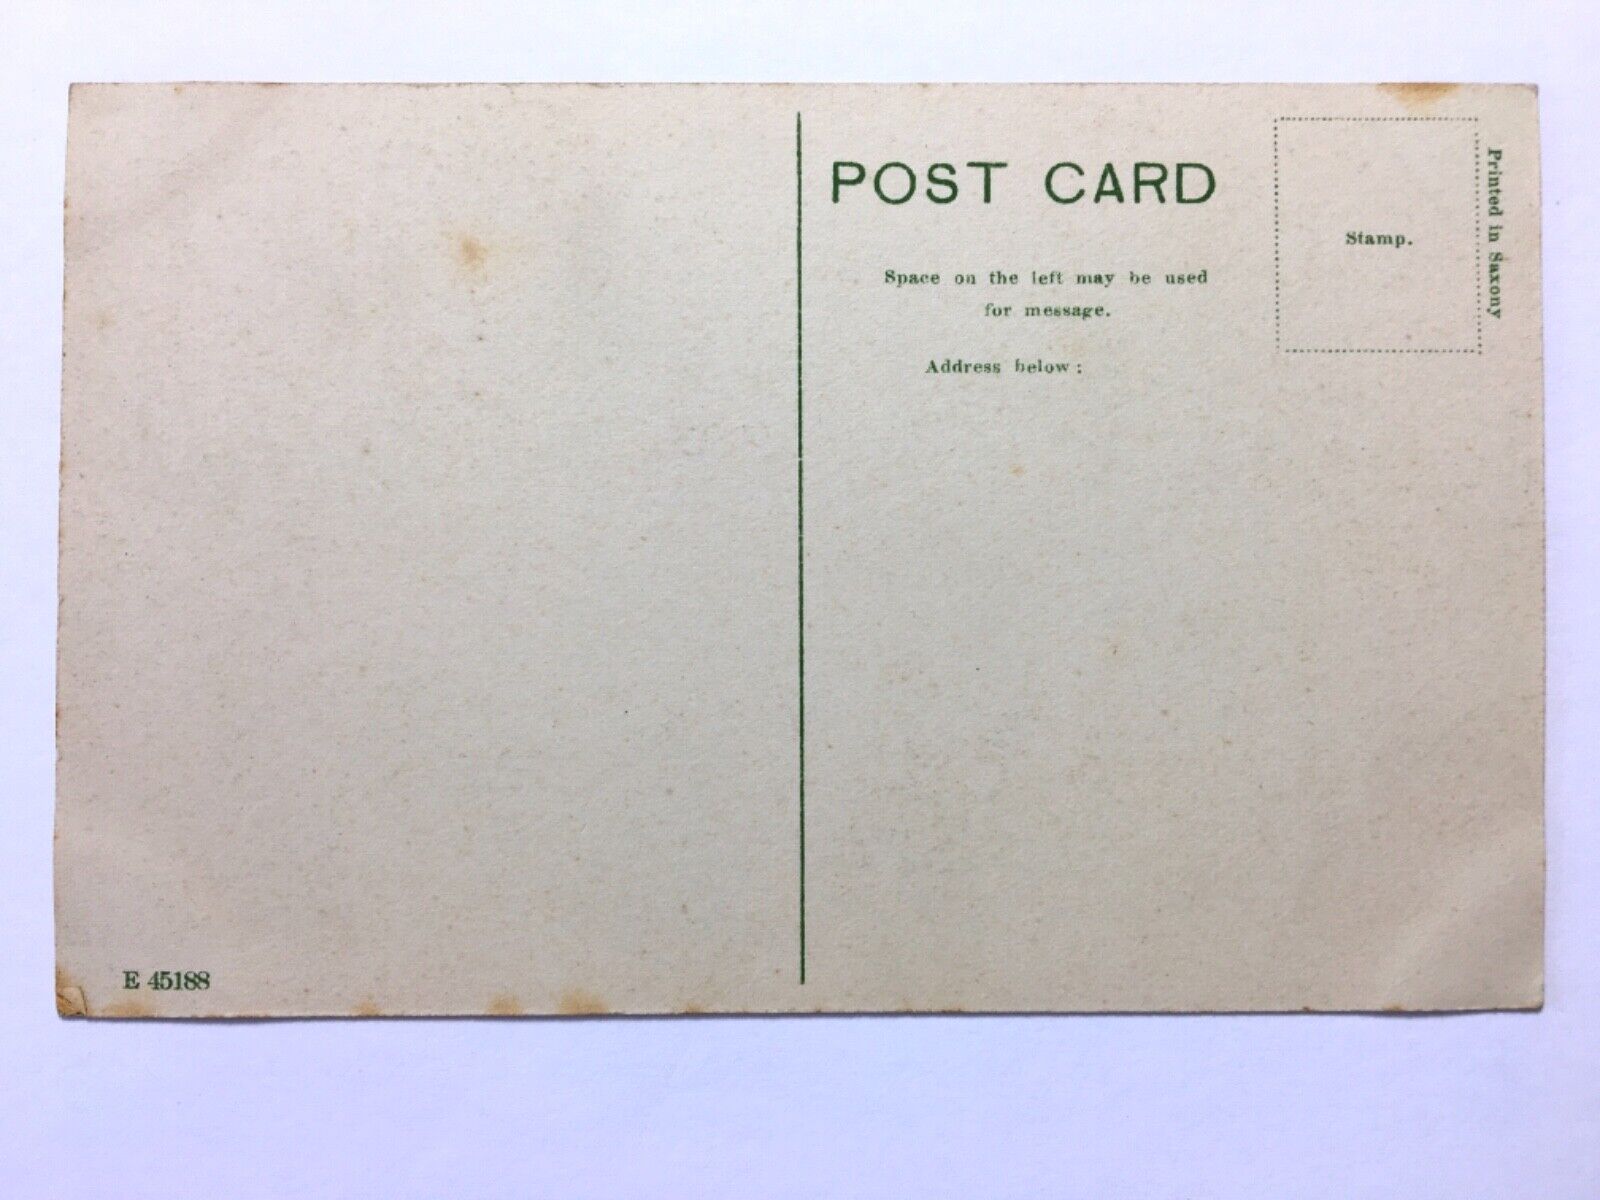 POST CARD
Space on the left may be used
for message.
Address below :
Stamp.
Printed in Saxony
E 45188